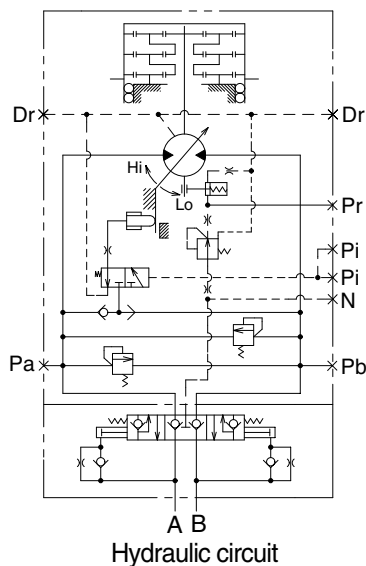 Dr Dr
Hi
Lo
Pr
Pi
Pi
N
Pa Pb
A B
Hydraulic circuit